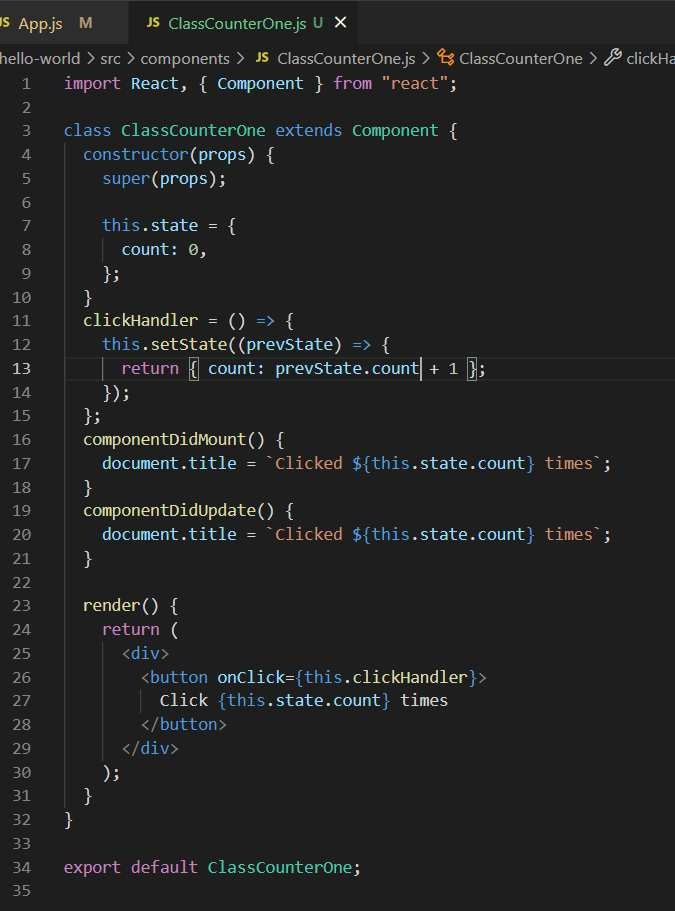 JS App.js M JS ClassCounterOne.js U ×
hello-world > src > components > JS ClassCounterOne.js > ClassCounterOne > clickHa
1 import React, { Component } from "react";
2
3 class ClassCounterOne extends Component {
4   constructor(props) {
5     super(props);
6
7     this.state = {
8       count: 0,
9     };
10   }
11   clickHandler = () => {
12     this.setState((prevState) => {
13       return { count: prevState.count + 1 };
14     });
15   };
16   componentDidMount() {
17     document.title = `Clicked ${this.state.count} times`;
18   }
19   componentDidUpdate() {
20     document.title = `Clicked ${this.state.count} times`;
21   }
22
23   render() {
24     return (
25       <div>
26         <button onClick={this.clickHandler}>
27           Click {this.state.count} times
28         </button>
29       </div>
30     );
31   }
32 }
33
34 export default ClassCounterOne;
35